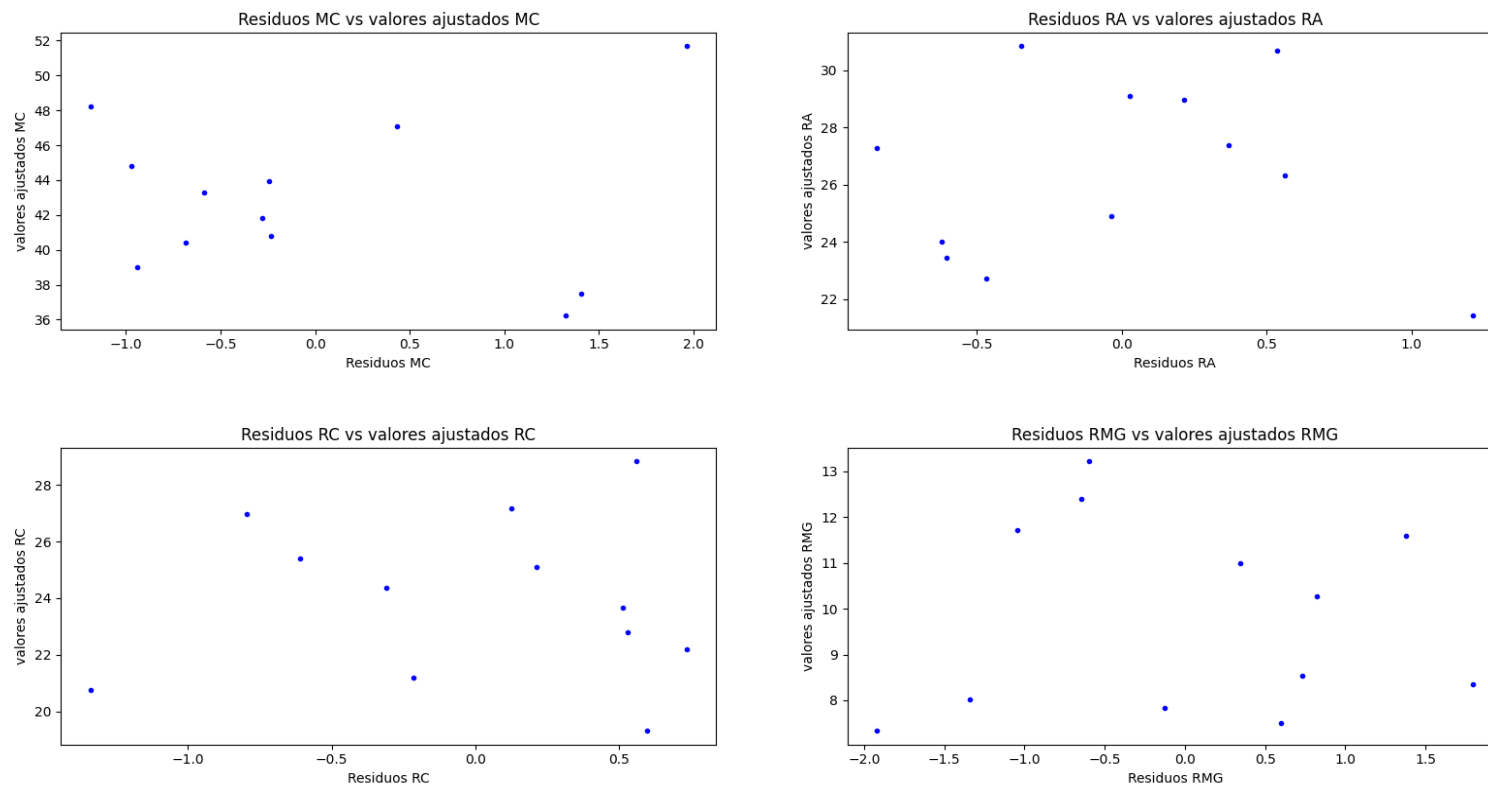 Residuos MC vs valores ajustados MC
valores ajustados MC
52
50
48
46
44
42
40
38
36
−1.0 −0.5 0.0 0.5 1.0 1.5 2.0
Residuos MC
Residuos RA vs valores ajustados RA
valores ajustados RA
30
28
26
24
22
−0.5 0.0 0.5 1.0
Residuos RA
Residuos RC vs valores ajustados RC
valores ajustados RC
28
26
24
22
20
−1.0 −0.5 0.0 0.5
Residuos RC
Residuos RMG vs valores ajustados RMG
valores ajustados RMG
13
12
11
10
9
8
−2.0 −1.5 −1.0 −0.5 0.0 0.5 1.0 1.5
Residuos RMG